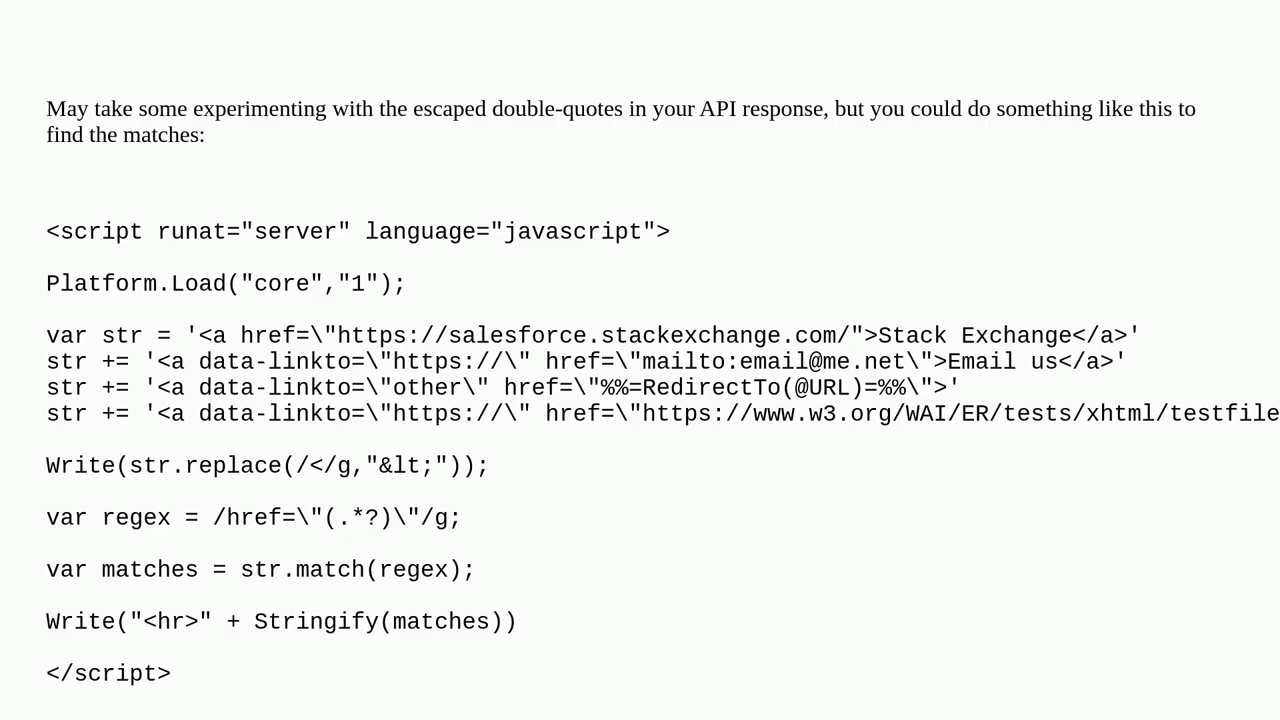 May take some experimenting with the escaped double-quotes in your API response, but you could do something like this to
find the matches:
<script runat="server" language="javascript">
Platform.Load("core","1");
var str = '<a href=\"https://salesforce.stackexchange.com/">Stack Exchange</a>'
str += '<a data-linkto=\"https://\" href=\"mailto:email@me.net\">Email us</a>'
str += '<a data-linkto=\"other\" href=\"%%=RedirectTo(@URL)=%%\">'
str += '<a data-linkto=\"https://\" href=\"https://www.w3.org/WAI/ER/tests/xhtml/testfile
Write(str.replace(/</g,"&lt;"));
var regex = /href=\"(.*?)\"/g;
var matches = str.match(regex);
Write("<hr>" + Stringify(matches))
</script>